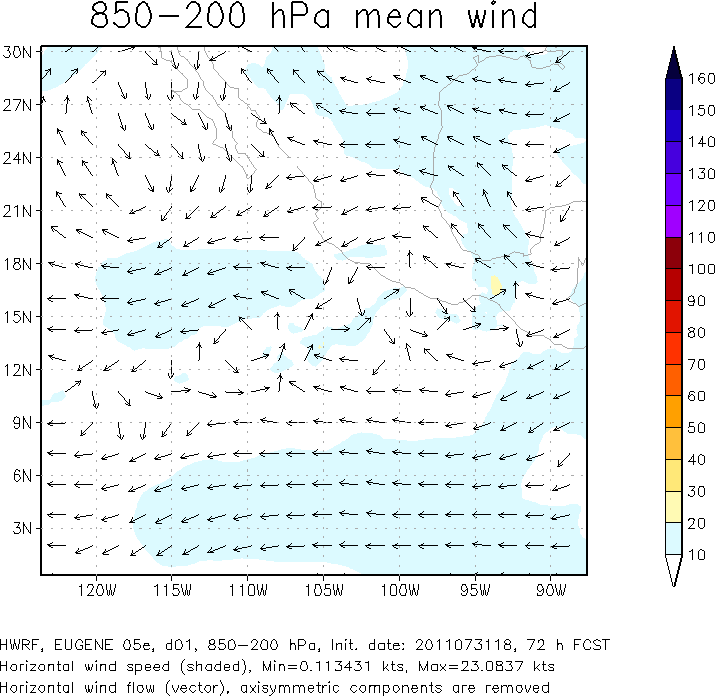 850-200 hPa mean wind
30N
27N
24N
21N
18N
15N
12N
9N
6N
3N
120W 115W 110W 105W 100W 95W 90W
160
140
130
120
110
100
90
80
70
60
50
40
30
20
10
HWRF, EUGENE 05e, d01, 850-200 hPa, Init. date: 2011073118, 72 h FCST
Horizontal wind speed (shaded), Min=0.113431 kts, Max=23.0837 kts
Horizontal wind flow (vector), axisymmetric components are removed